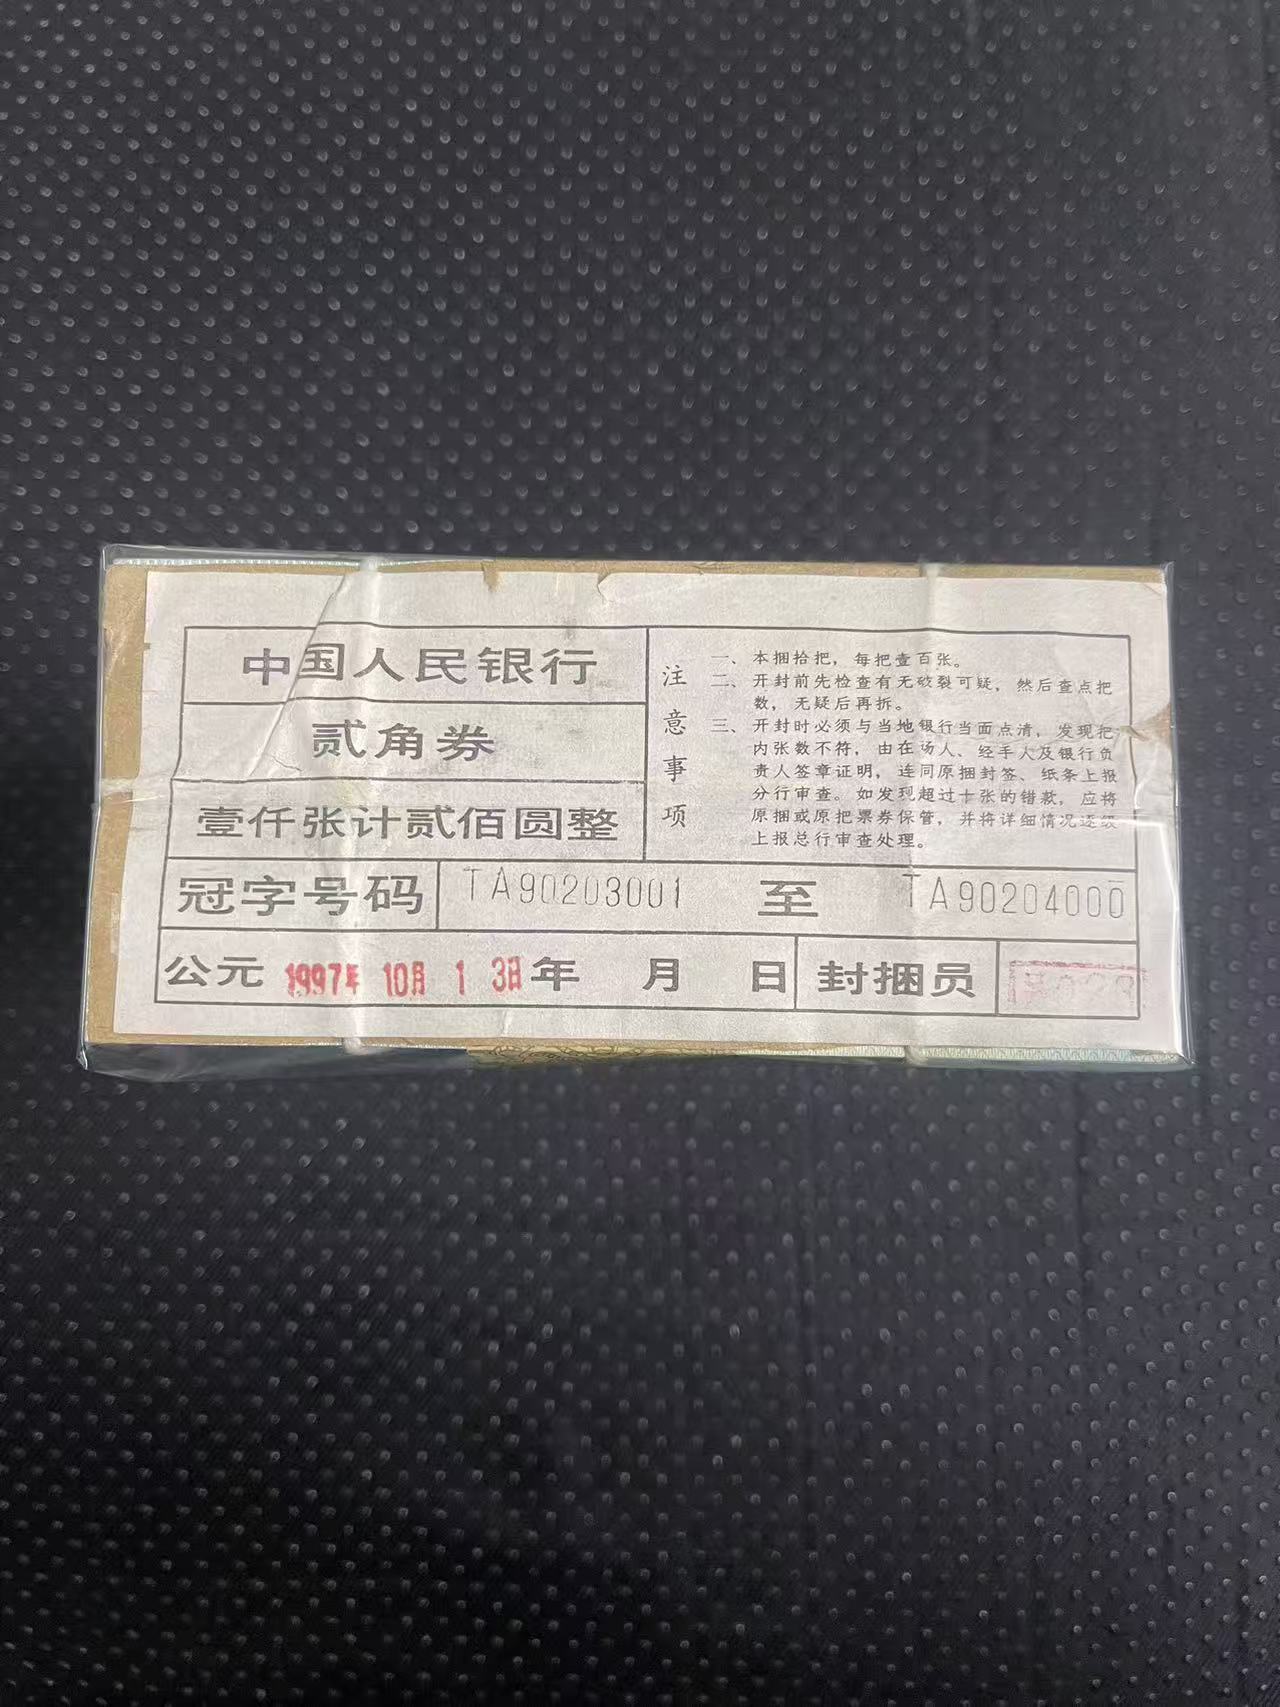 中国人民银行
贰角券
壹仟张计贰佰圆整
注意事项
一、本捆拾把，每把壹百张。
二、开封前先检查有无破裂可疑，然后查点把
数，无疑后再拆。
三、开封时必须与当地银行当面点清，发现把
内张数不符，由在场人、经手人及银行负
责人签章证明，连同原捆封签、纸条上报
分行审查。如发现超过十张的错款，应将
原捆或原把票券保管，并将详细情况逐级
上报总行审查处理。
冠字号码 TA90203001 至 TA90204000
公元 1997年 10月 13日 年 月 日 封捆员